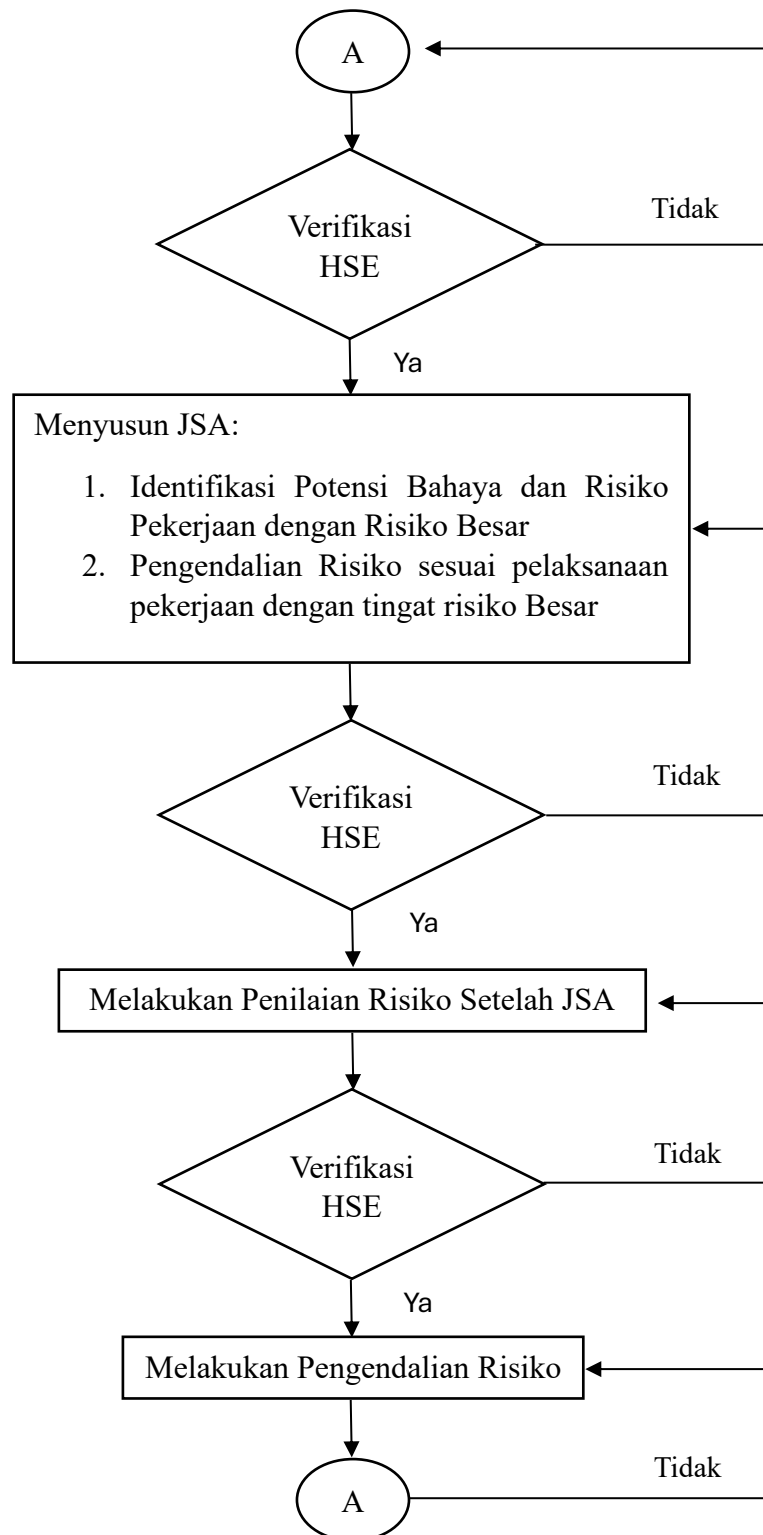 A
Verifikasi
HSE
Tidak
Ya
Menyusun JSA:
1. Identifikasi Potensi Bahaya dan Risiko
Pekerjaan dengan Risiko Besar
2. Pengendalian Risiko sesuai pelaksanaan
pekerjaan dengan tingat risiko Besar
Verifikasi
HSE
Tidak
Ya
Melakukan Penilaian Risiko Setelah JSA
Verifikasi
HSE
Tidak
Ya
Melakukan Pengendalian Risiko
A
Tidak